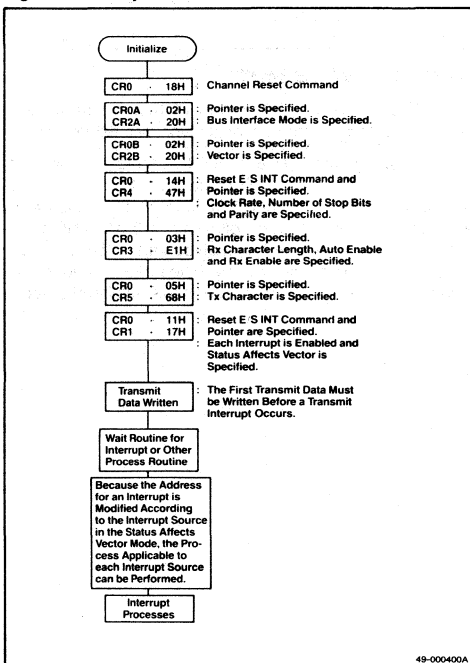 Initialize
CR0 · 18H : Channel Reset Command
CR0A · 02H : Pointer is Specified.
CR2A · 20H : Bus Interface Mode is Specified.
CR0B · 02H : Pointer is Specified.
CR2B · 20H : Vector is Specified.
CR0 · 14H : Reset E S INT Command and
CR4 · 47H Pointer is Specified.
: Clock Rate, Number of Stop Bits
and Parity are Specified.
CR0 · 03H : Pointer is Specified.
CR3 · E1H : Rx Character Length, Auto Enable
and Rx Enable are Specified.
CR0 · 05H : Pointer is Specified.
CR5 · 68H : Tx Character is Specified.
CR0 · 11H : Reset E/S INT Command and
CR1 · 17H Pointer are Specified.
: Each Interrupt is Enabled and
Status Affects Vector is
Specified.
Transmit : The First Transmit Data Must
Data Written be Written Before a Transmit
Interrupt Occurs.
Wait Routine for
Interrupt or Other
Process Routine
Because the Address
for an Interrupt is
Modified According
to the Interrupt Source
in the Status Affects
Vector Mode, the Pro-
cess Applicable to
each Interrupt Source
can be Performed.
Interrupt
Processes
49-000400A